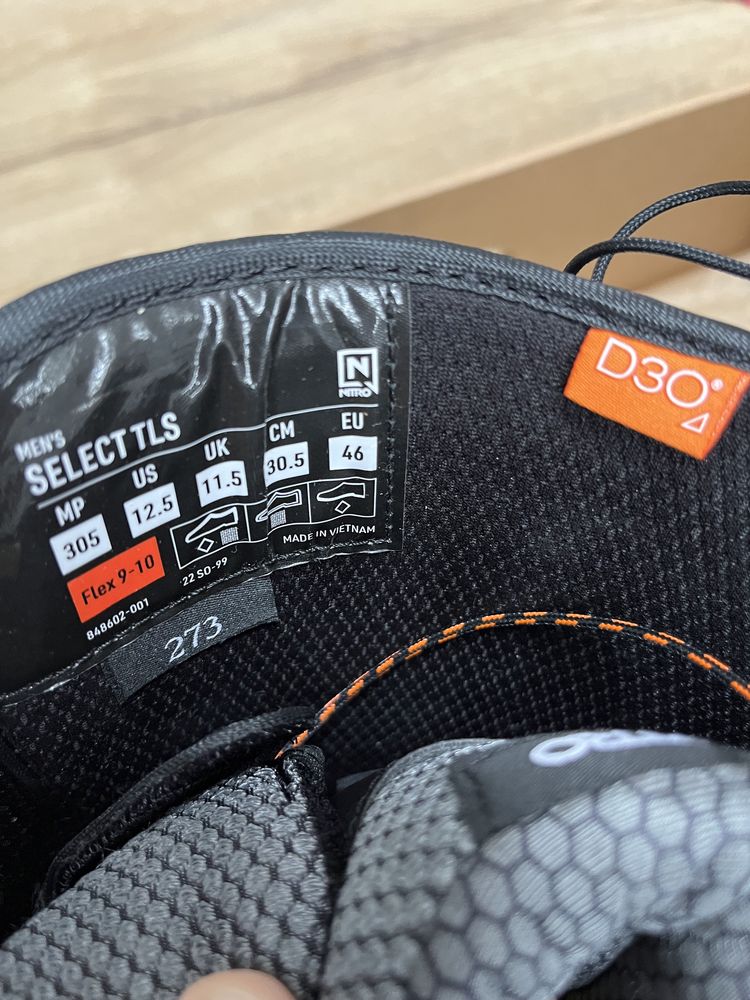 N
NITRO
MEN'S
SELECT TLS
MP US UK CM EU
305 12.5 11.5 30.5 46
Flex 9-10
22 SO-99
MADE IN VIETNAM
848602-001
273
D3O®